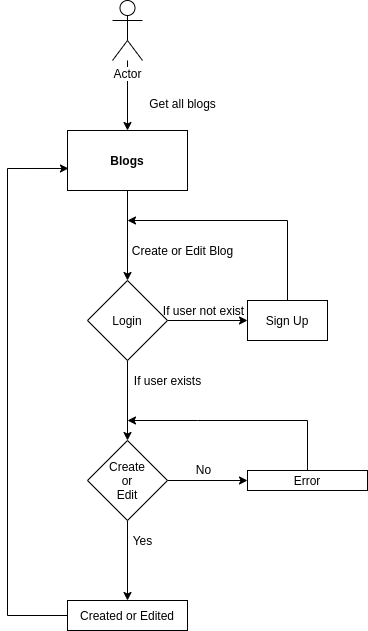 Actor
Get all blogs
Blogs
Create or Edit Blog
Login
If user not exist
Sign Up
If user exists
Create
or
Edit
No
Error
Yes
Created or Edited